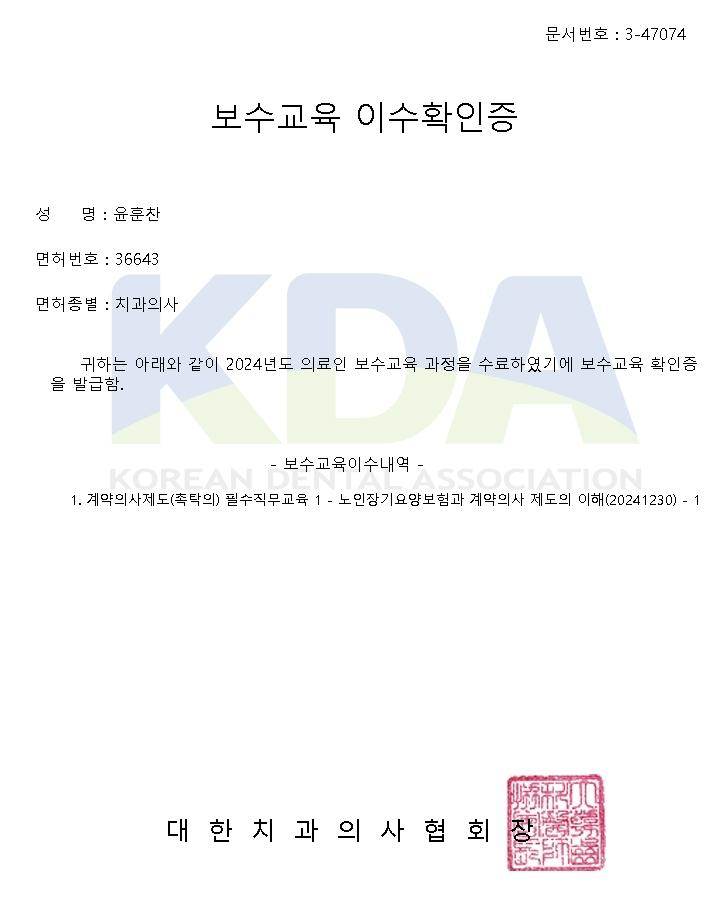 문서번호 : 3-47074
보수교육 이수확인증
성 명 : 윤훈찬
면허번호 : 36643
면허종별 : 치과의사
KDA
귀하는 아래와 같이 2024년도 의료인 보수교육 과정을 수료하였기에 보수교육 확인증
을 발급함.
- 보수교육이수내역 -
KOREAN DENTAL ASSOCIATION
1. 계약의사제도(촉탁의) 필수직무교육 1 - 노인장기요양보험과 계약의사 제도의 이해(20241230) - 1
대 한 치 과 의 사 협 회 장